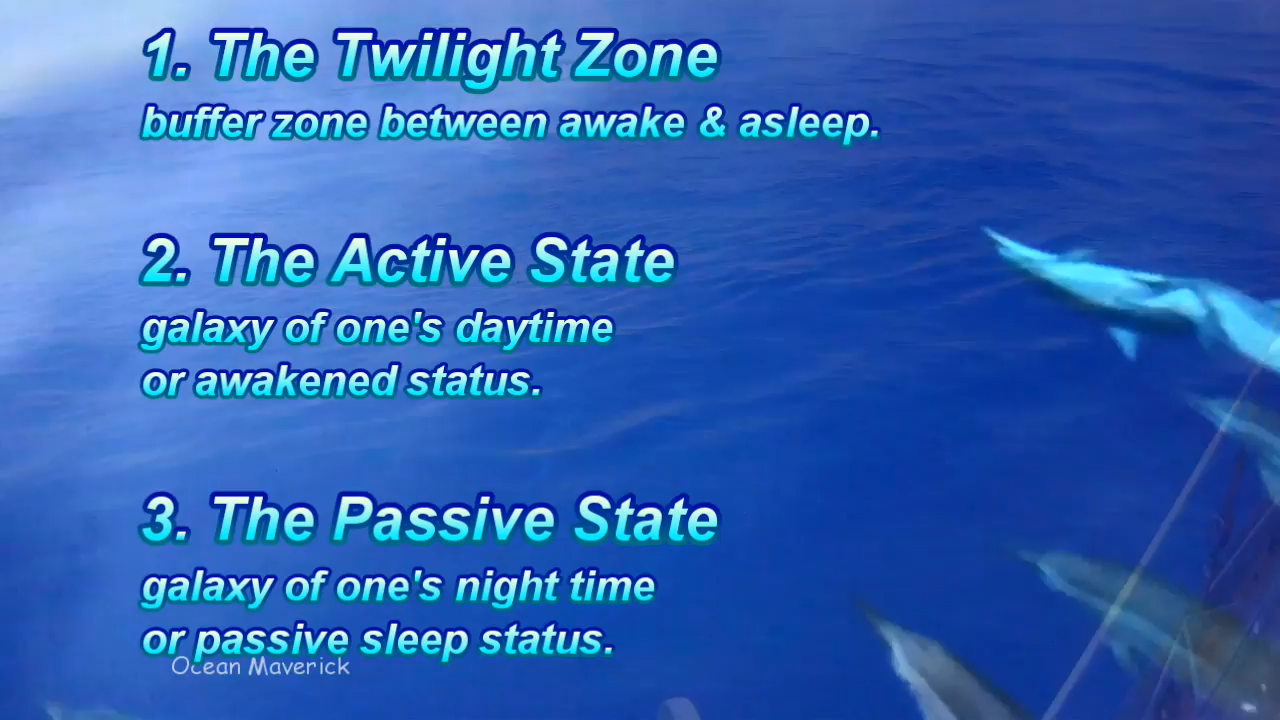 1. The Twilight Zone
buffer zone between awake & asleep.
2. The Active State
galaxy of one's daytime
or awakened status.
3. The Passive State
galaxy of one's night time
or passive sleep status.
Ocean Maverick